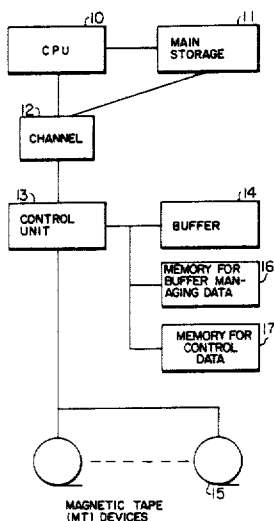 10
CPU
11
MAIN
STORAGE
12
CHANNEL
13
CONTROL
UNIT
14
BUFFER
16
MEMORY FOR
BUFFER MAN-
AGING DATA
17
MEMORY FOR
CONTROL
DATA
15
MAGNETIC TAPE
(MT) DEVICES